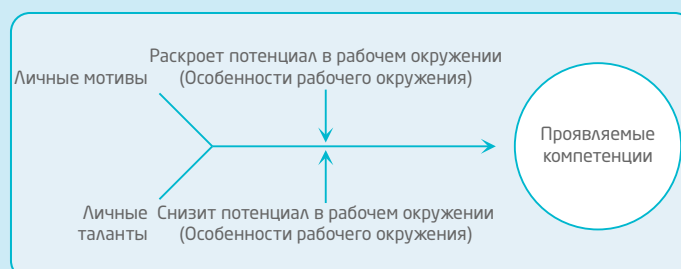 Раскроет потенциал в рабочем окружении
Личные мотивы
(Особенности рабочего окружения)
Проявляемые
компетенции
Личные
таланты
Снизит потенциал в рабочем окружении
(Особенности рабочего окружения)